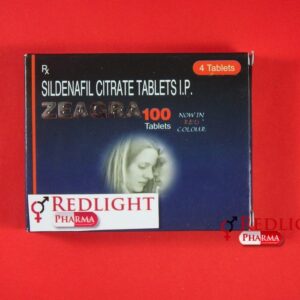 Rx
4 Tablets
SILDENAFIL CITRATE TABLETS I.P.
ZEAGRA 100
Tablets
NOW IN
RED
COLOUR.
REDLIGHT
PHARMA
REDLIGHT
PHARMA